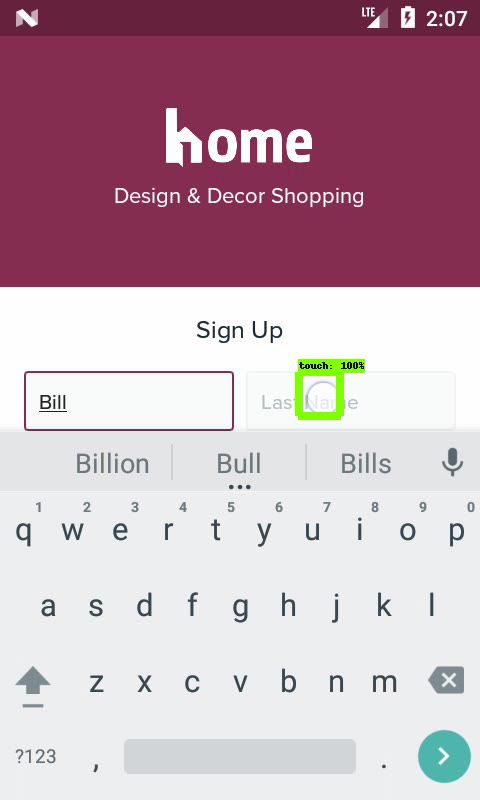 LTE 2:07
home
Design & Decor Shopping
Sign Up
touch: 100%
Bill Last Name
Billion Bull Bills
1 2 3 4 5 6 7 8 9 0
q w e r t y u i o p
a s d f g h j k l
z x c v b n m
?123 , .